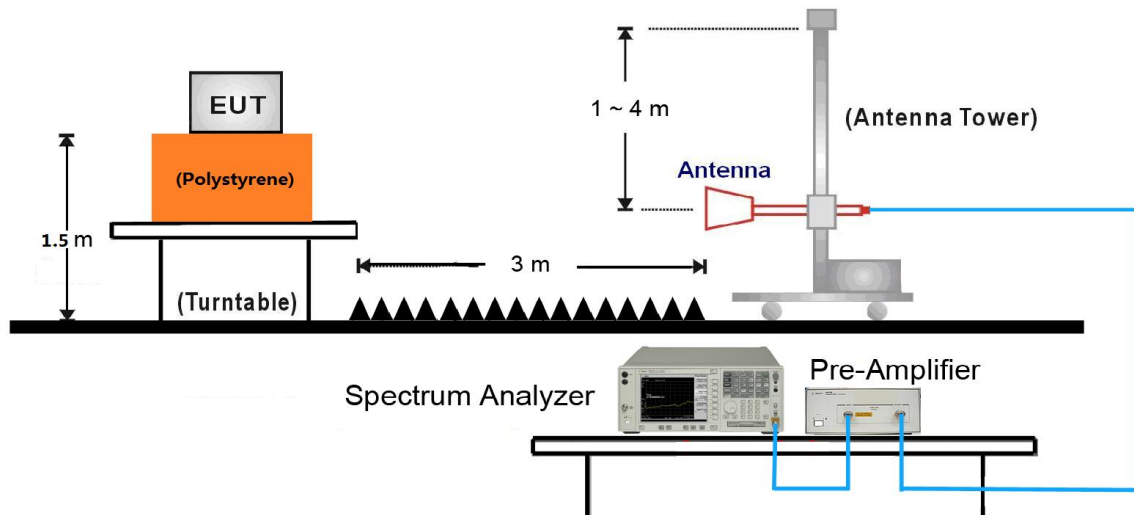 EUT
(Polystyrene)
1.5 m
(Turntable)
3 m
1 ~ 4 m
Antenna
(Antenna Tower)
Spectrum Analyzer
Pre-Amplifier